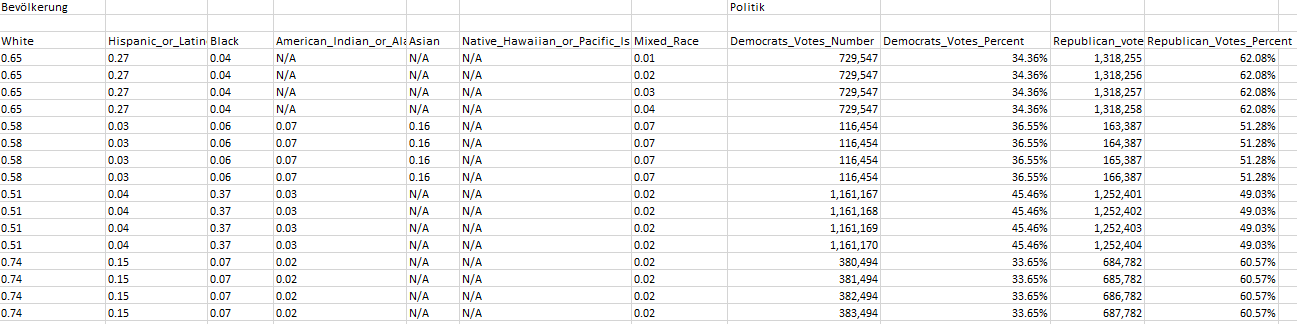 Bevölkerung Politik
White Hispanic_or_Latin Black American_Indian_or_Ala Asian Native_Hawaiian_or_Pacific_Is Mixed_Race Democrats_Votes_Number Democrats_Votes_Percent Republican_vote Republican_Votes_Percent
0.65 0.27 0.04 N/A N/A N/A 0.01 729,547 34.36% 1,318,255 62.08%
0.65 0.27 0.04 N/A N/A N/A 0.02 729,547 34.36% 1,318,256 62.08%
0.65 0.27 0.04 N/A N/A N/A 0.03 729,547 34.36% 1,318,257 62.08%
0.65 0.27 0.04 N/A N/A N/A 0.04 729,547 34.36% 1,318,258 62.08%
0.58 0.03 0.06 0.07 0.16 N/A 0.07 116,454 36.55% 163,387 51.28%
0.58 0.03 0.06 0.07 0.16 N/A 0.07 116,454 36.55% 164,387 51.28%
0.58 0.03 0.06 0.07 0.16 N/A 0.07 116,454 36.55% 165,387 51.28%
0.58 0.03 0.06 0.07 0.16 N/A 0.07 116,454 36.55% 166,387 51.28%
0.51 0.04 0.37 0.03 N/A N/A 0.02 1,161,167 45.46% 1,252,401 49.03%
0.51 0.04 0.37 0.03 N/A N/A 0.02 1,161,168 45.46% 1,252,402 49.03%
0.51 0.04 0.37 0.03 N/A N/A 0.02 1,161,169 45.46% 1,252,403 49.03%
0.51 0.04 0.37 0.03 N/A N/A 0.02 1,161,170 45.46% 1,252,404 49.03%
0.74 0.15 0.07 0.02 N/A N/A 0.02 380,494 33.65% 684,782 60.57%
0.74 0.15 0.07 0.02 N/A N/A 0.02 381,494 33.65% 685,782 60.57%
0.74 0.15 0.07 0.02 N/A N/A 0.02 382,494 33.65% 686,782 60.57%
0.74 0.15 0.07 0.02 N/A N/A 0.02 383,494 33.65% 687,782 60.57%